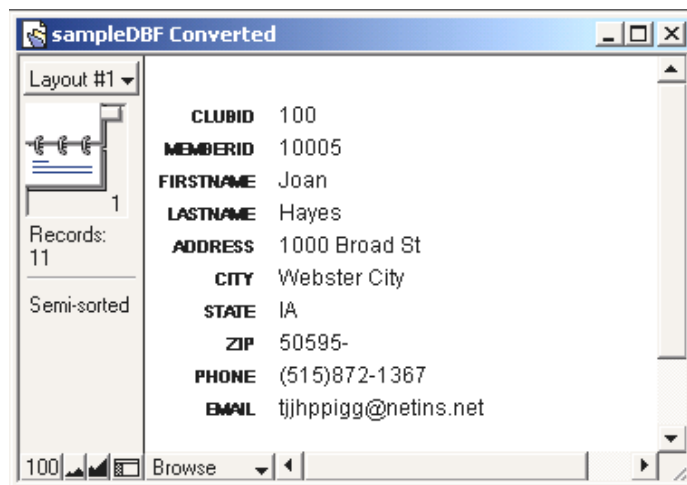 sampleDBF Converted
Layout #1
1
Records:
11
Semi-sorted
CLUBID 100
MEMBERID 10005
FIRSTNAME Joan
LASTNAME Hayes
ADDRESS 1000 Broad St
CITY Webster City
STATE IA
ZIP 50595-
PHONE (515)872-1367
EMAIL tjjhppigg@netins.net
100 Browse